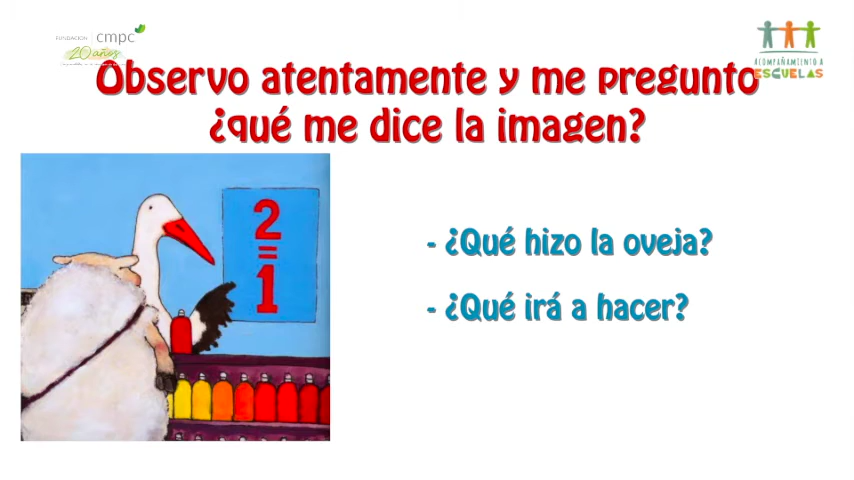 FUNDACIÓN cmpc
20 años
Observo atentamente y me pregunto
¿qué me dice la imagen?
ACOMPAÑAMIENTO A
ESCUELAS
2
=
1
- ¿Qué hizo la oveja?
- ¿Qué irá a hacer?